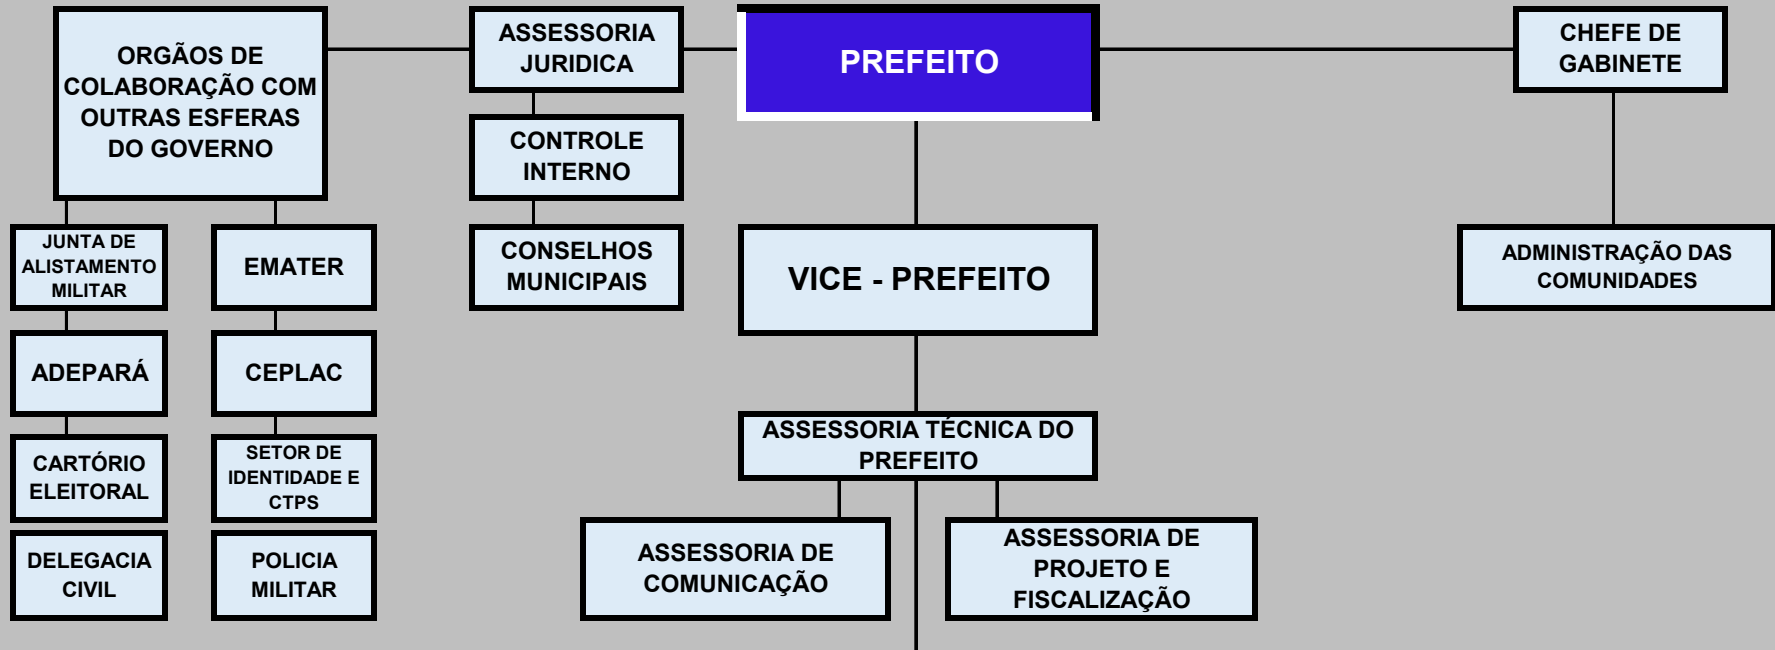 ORGÃOS DE
COLABORAÇÃO COM
OUTRAS ESFERAS
DO GOVERNO
ASSESSORIA
JURIDICA
PREFEITO
CHEFE DE
GABINETE
CONTROLE
INTERNO
JUNTA DE
ALISTAMENTO
MILITAR
EMATER
CONSELHOS
MUNICIPAIS
VICE - PREFEITO
ADMINISTRAÇÃO DAS
COMUNIDADES
ADEPARÁ
CEPLAC
ASSESSORIA TÉCNICA DO
PREFEITO
CARTÓRIO
ELEITORAL
SETOR DE
IDENTIDADE E
CTPS
DELEGACIA
CIVIL
POLICIA
MILITAR
ASSESSORIA DE
COMUNICAÇÃO
ASSESSORIA DE
PROJETO E
FISCALIZAÇÃO